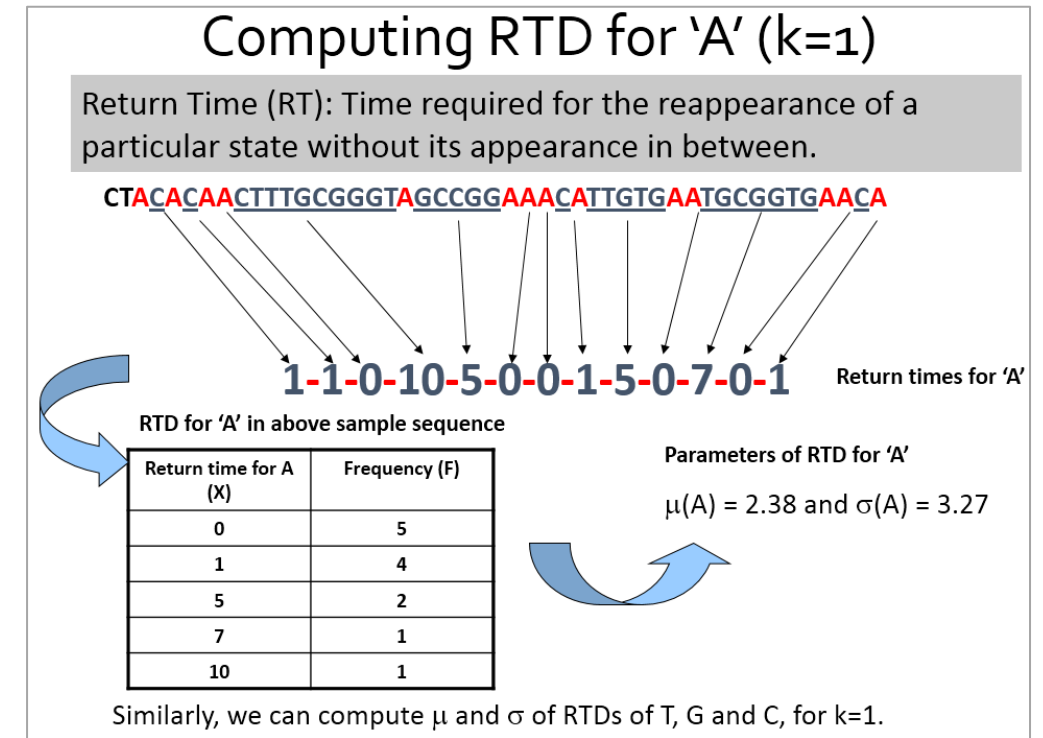 Computing RTD for ‘A’ (k=1)
Return Time (RT): Time required for the reappearance of a
particular state without its appearance in between.
CTACACAACTTTGCGGGTAGCCGGAAACATTGTGAATGCGGTGAACA
1-1-0-10-5-0-0-1-5-0-7-0-1
Return times for ‘A’
RTD for ‘A’ in above sample sequence
Return time for A (X) Frequency (F)
0 5
1 4
5 2
7 1
10 1
Parameters of RTD for ‘A’
μ(A) = 2.38 and σ(A) = 3.27
Similarly, we can compute μ and σ of RTDs of T, G and C, for k=1.